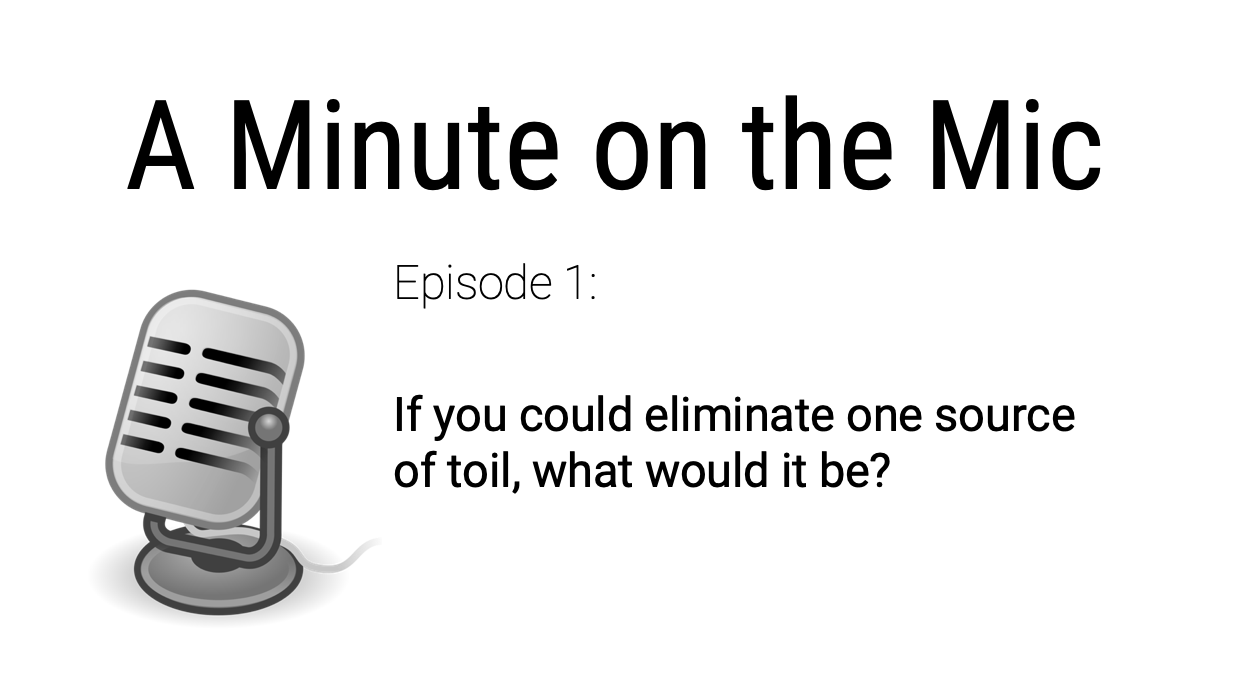 A Minute on the Mic
Episode 1:
If you could eliminate one source
of toil, what would it be?